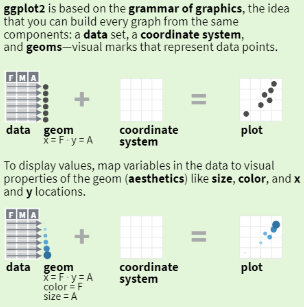 ggplot2 is based on the grammar of graphics, the idea
that you can build every graph from the same
components: a data set, a coordinate system,
and geoms—visual marks that represent data points.
F M A
+ =
data geom coordinate plot
x = F · y = A system
To display values, map variables in the data to visual
properties of the geom (aesthetics) like size, color, and x
and y locations.
F M A
+ =
data geom coordinate plot
x = F · y = A system
color = F
size = A